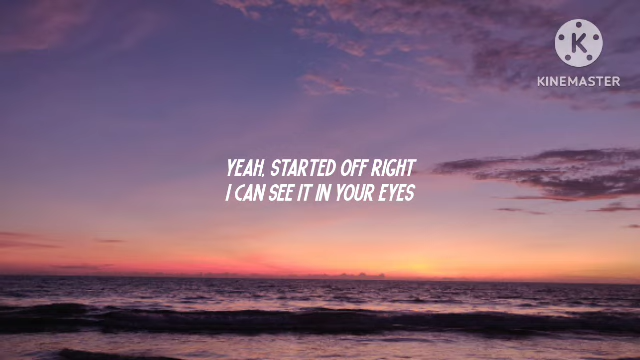 KINEMASTER
YEAH, STARTED OFF RIGHT
I CAN SEE IT IN YOUR EYES